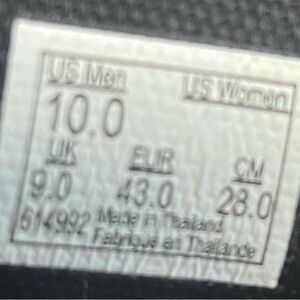 US Men US Women
10.0
UK EUR CM
9.0 43.0 28.0
614992 Made in Thailand
Fabriqué en Thaïlande